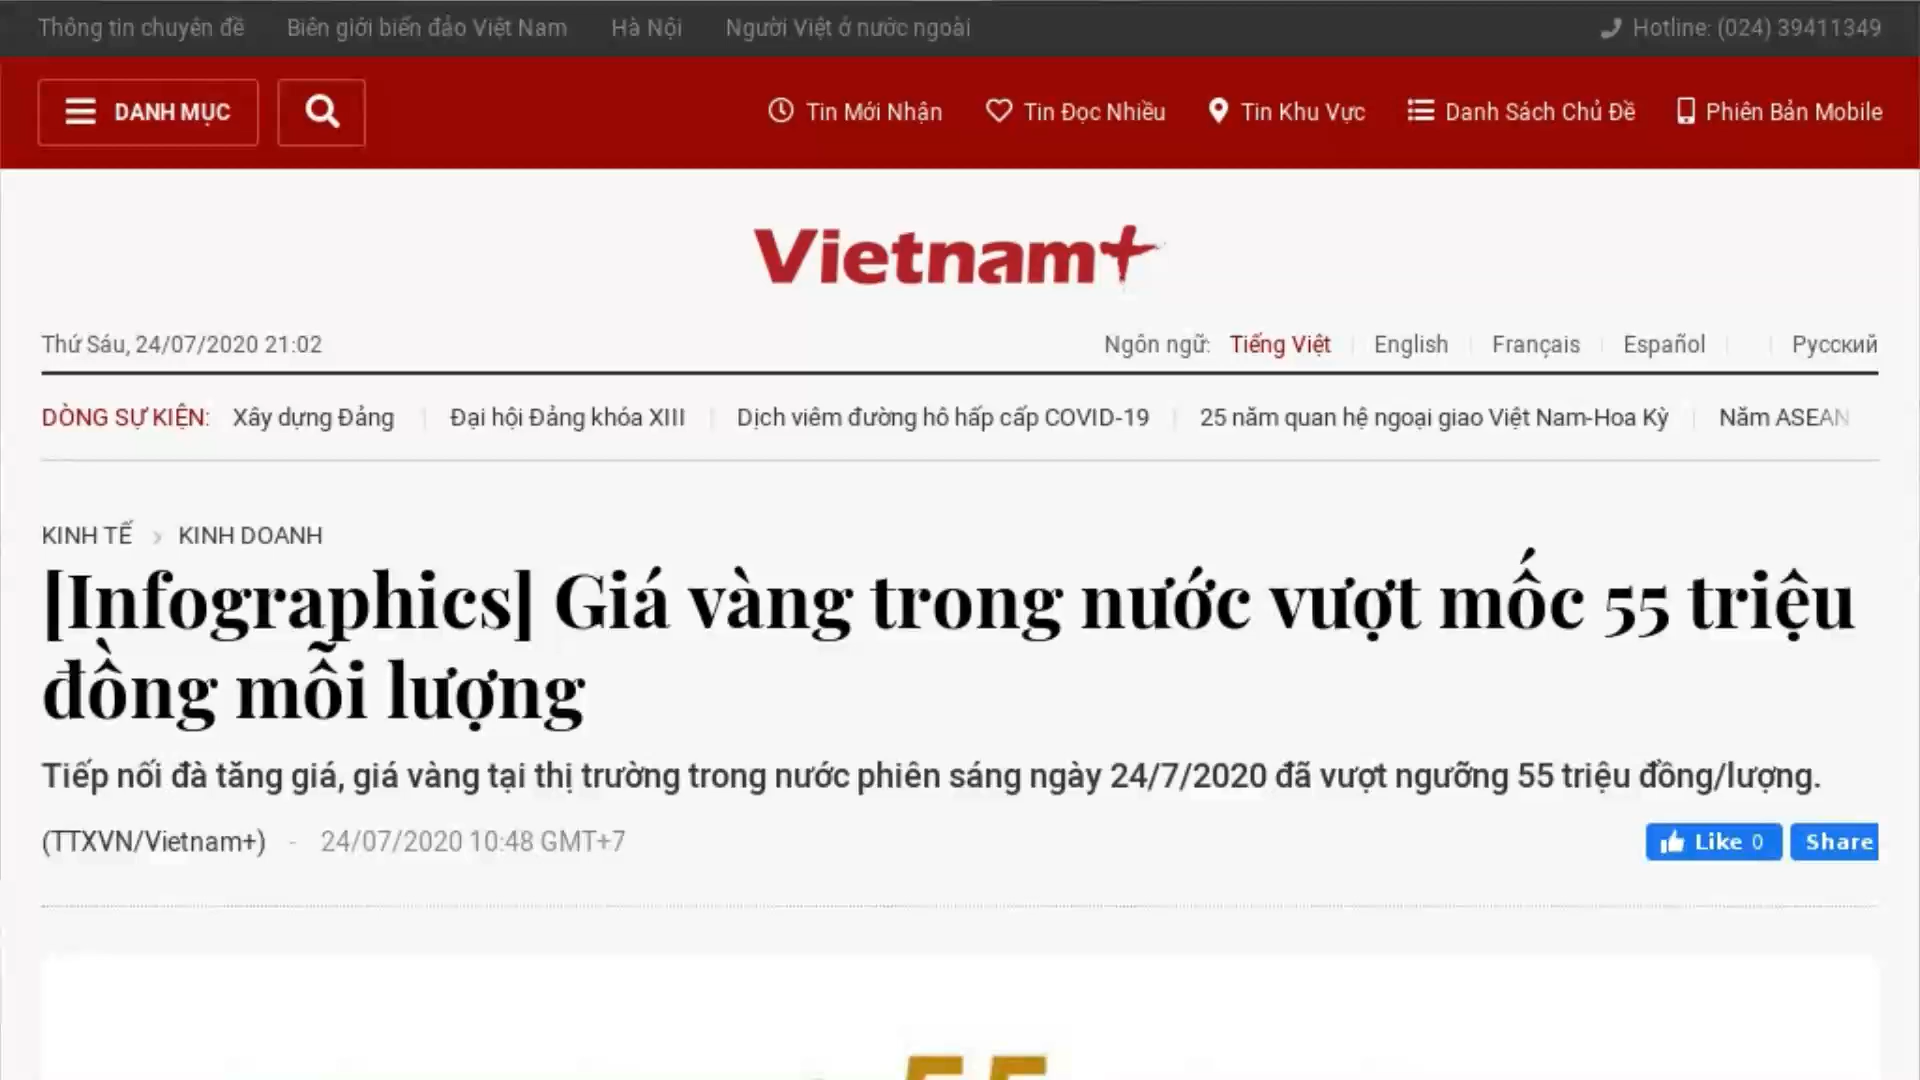 Thông tin chuyên đề Biên giới biển đảo Việt Nam Hà Nội Người Việt ở nước ngoài Hotline: (024) 39411349
DANH MỤC Tin Mới Nhận Tin Đọc Nhiều Tin Khu Vực Danh Sách Chủ Đề Phiên Bản Mobile
Vietnam+
Thứ Sáu, 24/07/2020 21:02 Ngôn ngữ: Tiếng Việt English Français Español Русский
DÒNG SỰ KIỆN: Xây dựng Đảng Đại hội Đảng khóa XIII Dịch viêm đường hô hấp cấp COVID-19 25 năm quan hệ ngoại giao Việt Nam-Hoa Kỳ Năm ASEAN
KINH TẾ › KINH DOANH
[Infographics] Giá vàng trong nước vượt mốc 55 triệu
đồng mỗi lượng
Tiếp nối đà tăng giá, giá vàng tại thị trường trong nước phiên sáng ngày 24/7/2020 đã vượt ngưỡng 55 triệu đồng/lượng.
(TTXVN/Vietnam+) - 24/07/2020 10:48 GMT+7 Like 0 Share